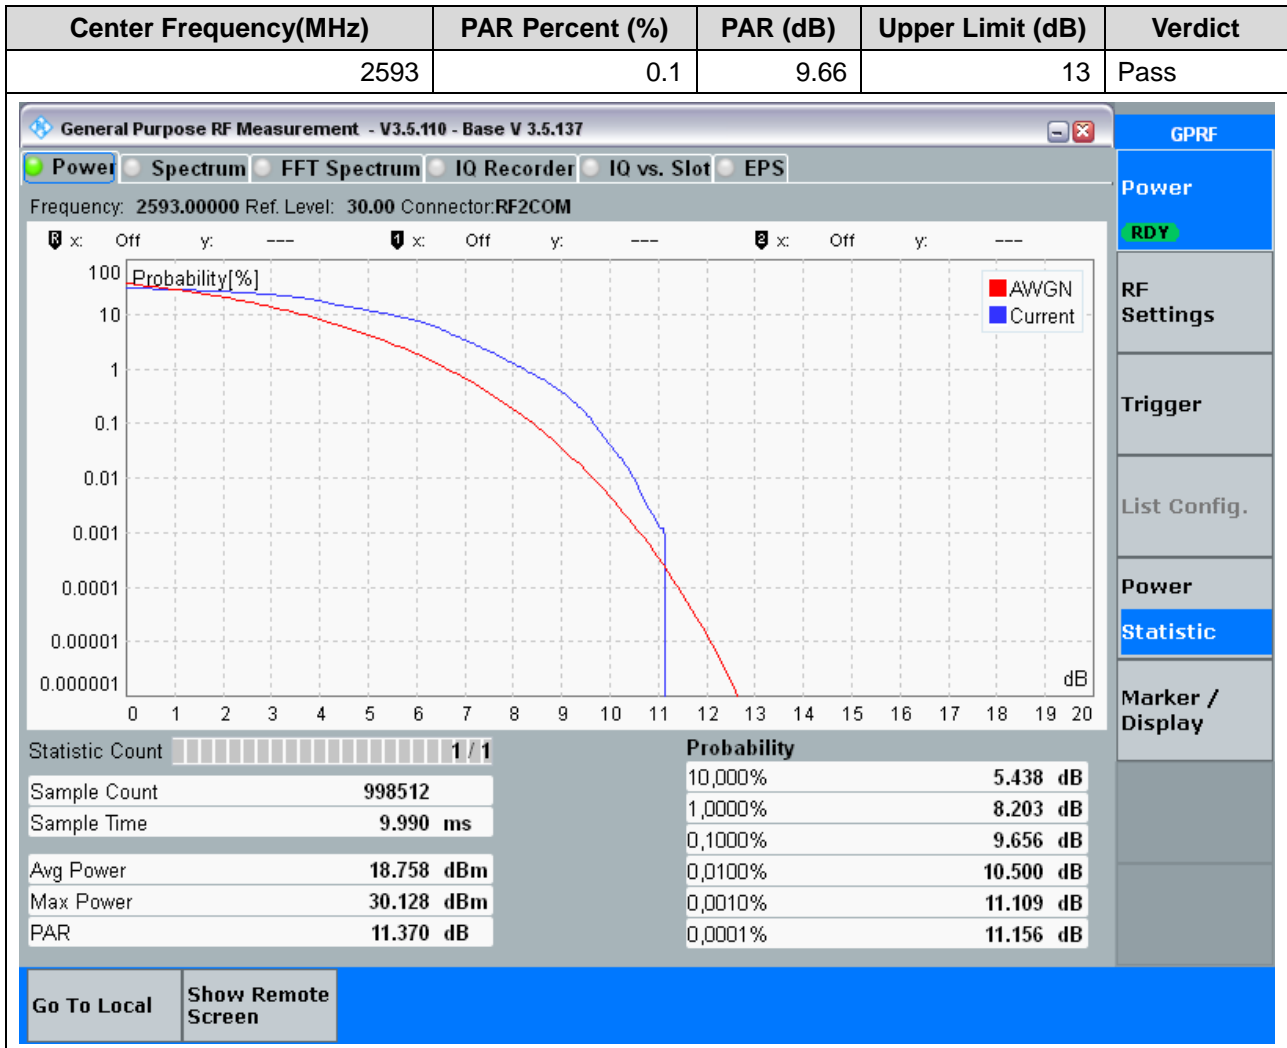 Center Frequency(MHz) PAR Percent (%) PAR (dB) Upper Limit (dB) Verdict
2593 0.1 9.66 13 Pass
General Purpose RF Measurement - V3.5.110 - Base V 3.5.137
GPRF
Power Spectrum FFT Spectrum IQ Recorder IQ vs. Slot EPS
Power
RDY
Frequency: 2593.00000 Ref. Level: 30.00 Connector:RF2COM
R x: Off y: --- 1 x: Off y: --- 2 x: Off y: ---
Probability[%]
AWGN
Current
100
10
1
0.1
0.01
0.001
0.0001
0.00001
0.000001
dB
0 1 2 3 4 5 6 7 8 9 10 11 12 13 14 15 16 17 18 19 20
RF
Settings
Trigger
List Config.
Power
Statistic
Marker /
Display
Statistic Count 1 / 1
Sample Count 998512
Sample Time 9.990 ms
Avg Power 18.758 dBm
Max Power 30.128 dBm
PAR 11.370 dB
Probability
10,000% 5.438 dB
1,0000% 8.203 dB
0,1000% 9.656 dB
0,0100% 10.500 dB
0,0010% 11.109 dB
0,0001% 11.156 dB
Go To Local
Show Remote
Screen